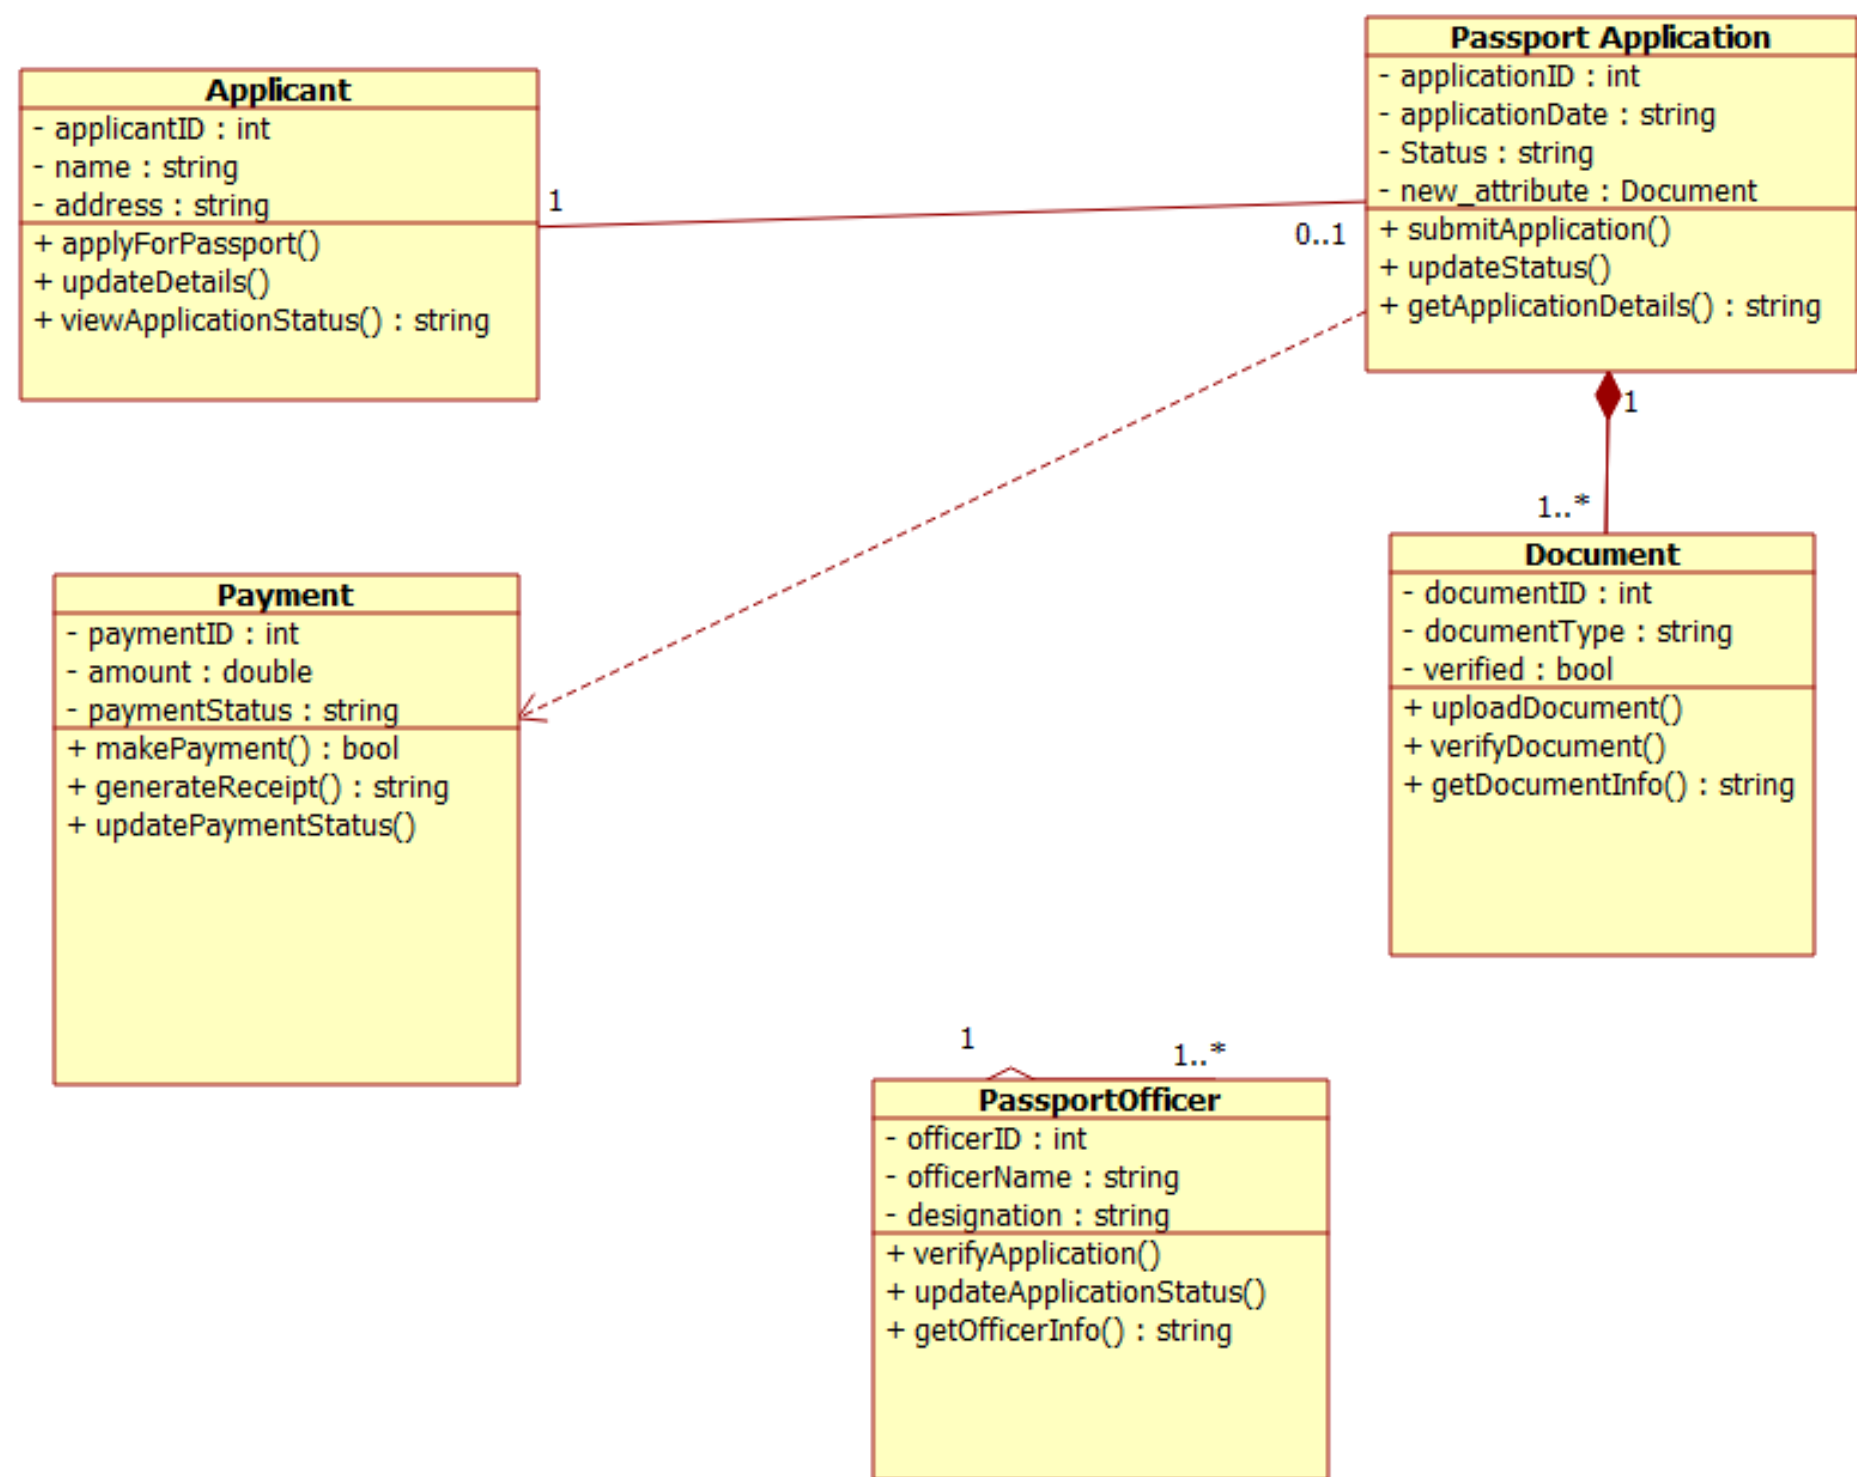 Applicant
- applicantID : int
- name : string
- address : string
+ applyForPassport()
+ updateDetails()
+ viewApplicationStatus() : string
1
0..1
Passport Application
- applicationID : int
- applicationDate : string
- Status : string
- new_attribute : Document
+ submitApplication()
+ updateStatus()
+ getApplicationDetails() : string
1
1..*
Document
- documentID : int
- documentType : string
- verified : bool
+ uploadDocument()
+ verifyDocument()
+ getDocumentInfo() : string
Payment
- paymentID : int
- amount : double
- paymentStatus : string
+ makePayment() : bool
+ generateReceipt() : string
+ updatePaymentStatus()
1
1..*
PassportOfficer
- officerID : int
- officerName : string
- designation : string
+ verifyApplication()
+ updateApplicationStatus()
+ getOfficerInfo() : string